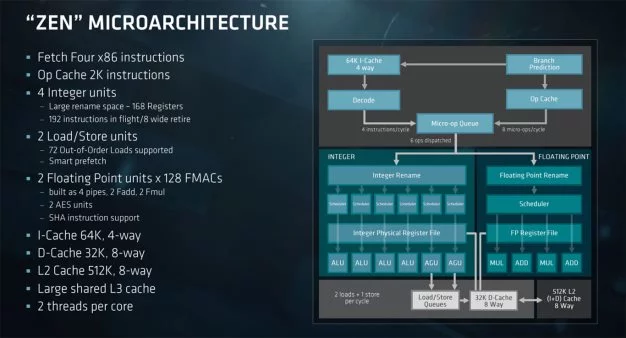 "ZEN" MICROARCHITECTURE
Fetch Four x86 instructions
Op Cache 2K instructions
4 Integer units
– Large rename space – 168 Registers
– 192 instructions in flight/8 wide retire
2 Load/Store units
– 72 Out-of-Order Loads supported
– Smart prefetch
2 Floating Point units x 128 FMACs
– built as 4 pipes, 2 Fadd, 2 Fmul
– 2 AES units
– SHA instruction support
I-Cache 64K, 4-way
D-Cache 32K, 8-way
L2 Cache 512K, 8-way
Large shared L3 cache
2 threads per core
64K I-Cache
4 way
Branch
Prediction
Decode
Op Cache
Micro-op Queue
4 instructions/cycle
8 micro-ops/cycle
6 ops dispatched
INTEGER
FLOATING POINT
Integer Rename
Floating Point Rename
Scheduler Scheduler Scheduler Scheduler Scheduler Scheduler
Scheduler
Integer Physical Register File
FP Register File
ALU ALU ALU ALU AGU AGU
MUL ADD MUL ADD
2 loads + 1 store
per cycle
Load/Store
Queues
32K D-Cache
8 Way
512K L2
(I+D) Cache
8 Way